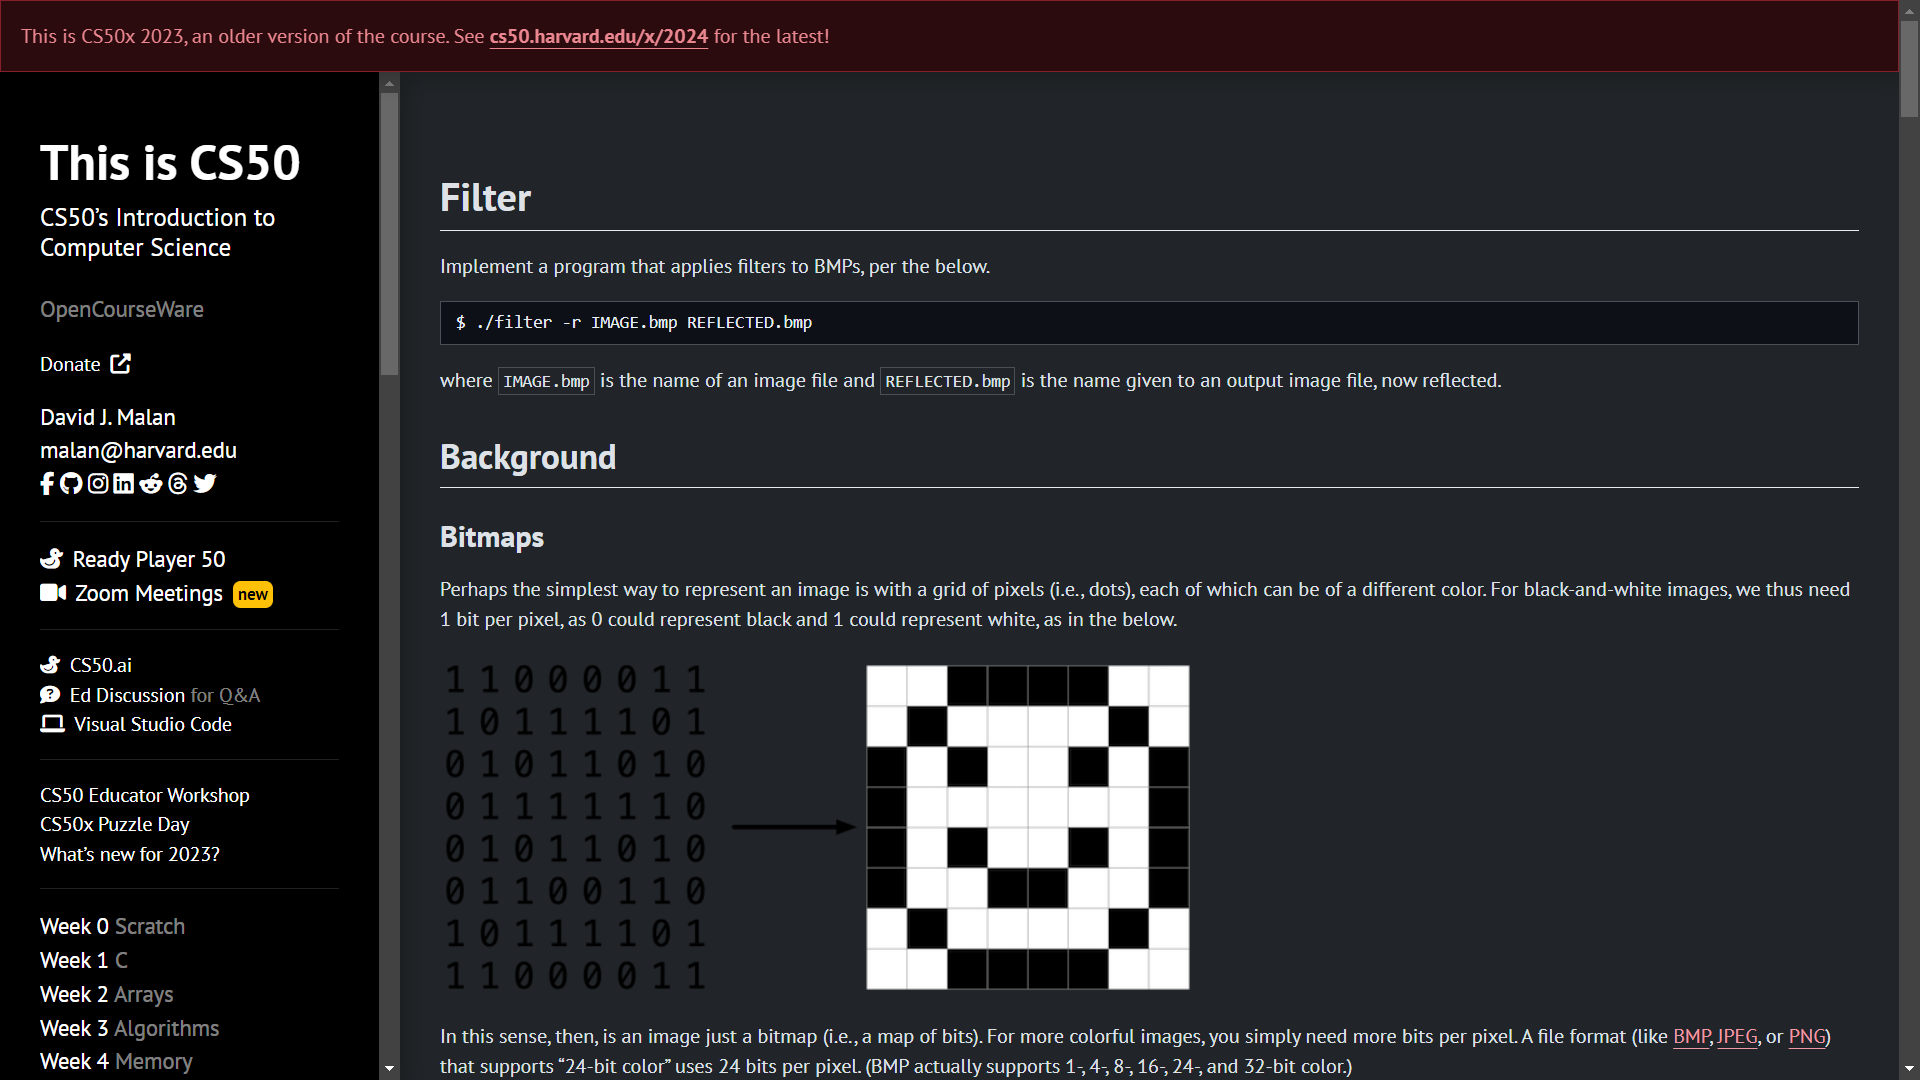 This is CS50x 2023, an older version of the course. See cs50.harvard.edu/x/2024 for the latest!
This is CS50
CS50’s Introduction to
Computer Science
OpenCourseWare
Donate
David J. Malan
malan@harvard.edu
Ready Player 50
Zoom Meetings new
CS50.ai
Ed Discussion for Q&A
Visual Studio Code
CS50 Educator Workshop
CS50x Puzzle Day
What’s new for 2023?
Week 0 Scratch
Week 1 C
Week 2 Arrays
Week 3 Algorithms
Week 4 Memory
Filter
Implement a program that applies filters to BMPs, per the below.
$ ./filter -r IMAGE.bmp REFLECTED.bmp
where IMAGE.bmp is the name of an image file and REFLECTED.bmp is the name given to an output image file, now reflected.
Background
Bitmaps
Perhaps the simplest way to represent an image is with a grid of pixels (i.e., dots), each of which can be of a different color. For black-and-white images, we thus need
1 bit per pixel, as 0 could represent black and 1 could represent white, as in the below.
1 1 0 0 0 0 1 1
1 0 1 1 1 1 0 1
0 1 0 1 1 0 1 0
0 1 1 1 1 1 1 0
0 1 0 1 1 0 1 0
0 1 1 0 0 1 1 0
1 0 1 1 1 1 0 1
1 1 0 0 0 0 1 1
In this sense, then, is an image just a bitmap (i.e., a map of bits). For more colorful images, you simply need more bits per pixel. A file format (like BMP, JPEG, or PNG)
that supports “24-bit color” uses 24 bits per pixel. (BMP actually supports 1-, 4-, 8-, 16-, 24-, and 32-bit color.)